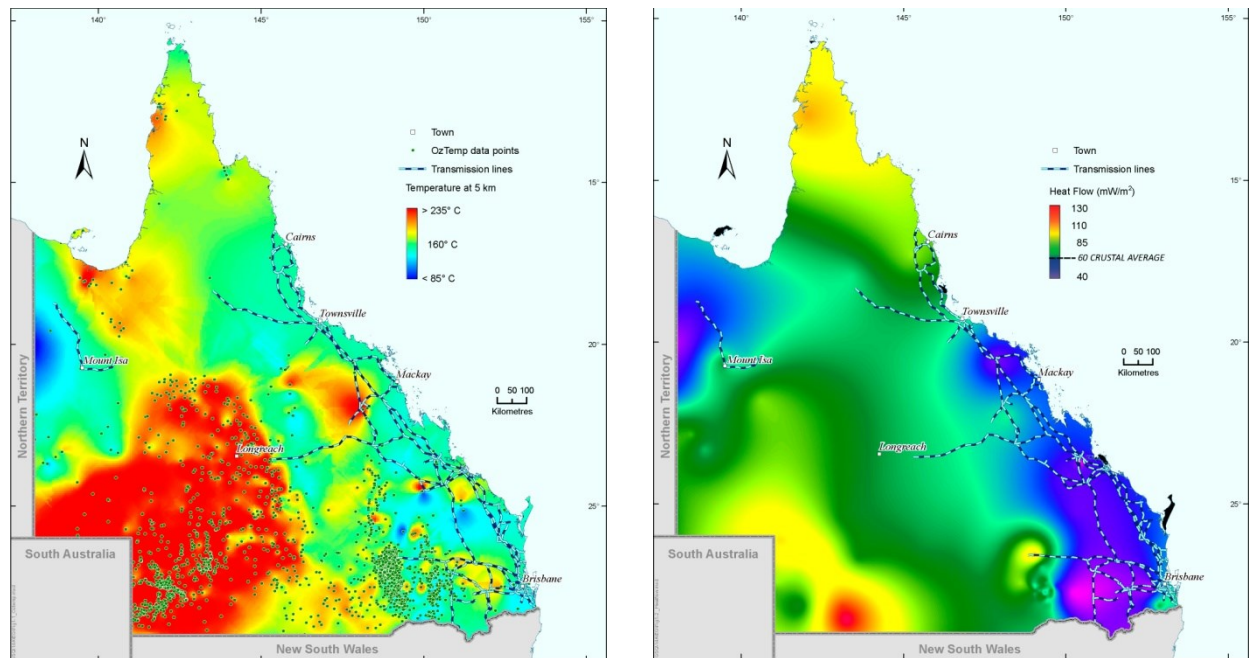 140°
145°
150°
155°
N
Town
OzTemp data points
Transmission lines
Temperature at 5 km
> 235° C
160° C
< 85° C
15°
Cairns
Townsville
20°
Mount Isa
Mackay
0 50 100
Kilometres
Northern Territory
Longreach
25°
South Australia
Brisbane
New South Wales
140°
145°
150°
155°
N
Town
Transmission lines
Heat Flow (mW/m²)
130
110
85
60 CRUSTAL AVERAGE
40
15°
15°
Cairns
Townsville
20°
20°
Mount Isa
Mackay
0 50 100
Kilometres
Northern Territory
Longreach
25°
25°
South Australia
Brisbane
New South Wales